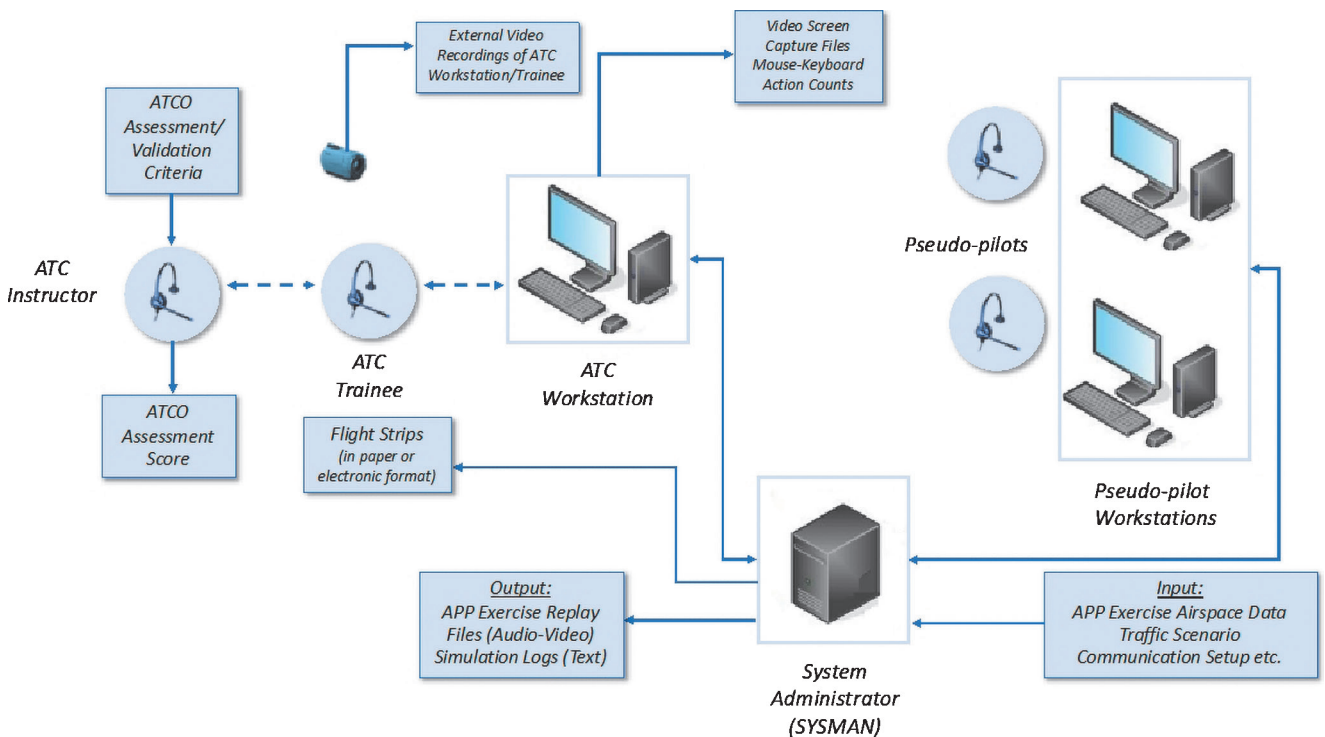 External Video
Recordings of ATC
Workstation/Trainee
Video Screen
Capture Files
Mouse-Keyboard
Action Counts
ATCO
Assessment/
Validation
Criteria
Pseudo-pilots
ATC
Instructor
ATC
Trainee
ATC
Workstation
ATCO
Assessment
Score
Flight Strips
(in paper or
electronic format)
Pseudo-pilot
Workstations
Output:
APP Exercise Replay
Files (Audio-Video)
Simulation Logs (Text)
Input:
APP Exercise Airspace Data
Traffic Scenario
Communication Setup etc.
System
Administrator
(SYSMAN)